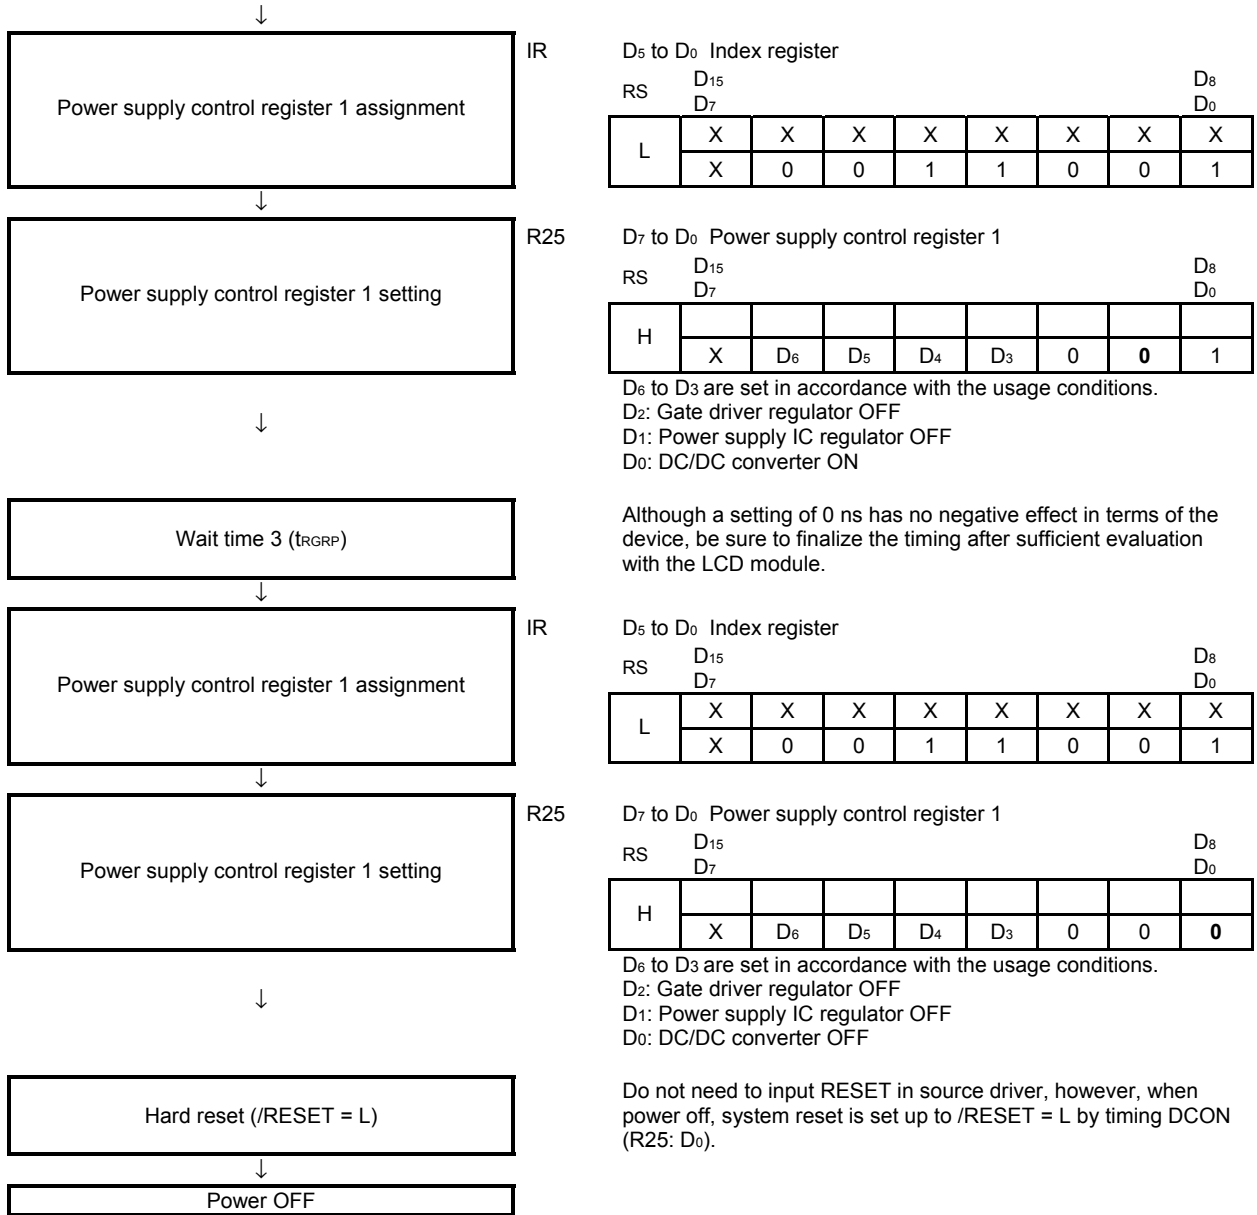 ↓
Power supply control register 1 assignment
IR
D5 to D0 Index register
RS D15 D8
D7 D0
L X X X X X X X X
X 0 0 1 1 0 0 1
↓
Power supply control register 1 setting
R25
D7 to D0 Power supply control register 1
RS D15 D8
D7 D0
H
X D6 D5 D4 D3 0 0 1
D6 to D3 are set in accordance with the usage conditions.
D2: Gate driver regulator OFF
D1: Power supply IC regulator OFF
D0: DC/DC converter ON
↓
Wait time 3 (tRGRP)
Although a setting of 0 ns has no negative effect in terms of the
device, be sure to finalize the timing after sufficient evaluation
with the LCD module.
↓
Power supply control register 1 assignment
IR
D5 to D0 Index register
RS D15 D8
D7 D0
L X X X X X X X X
X 0 0 1 1 0 0 1
↓
Power supply control register 1 setting
R25
D7 to D0 Power supply control register 1
RS D15 D8
D7 D0
H
X D6 D5 D4 D3 0 0 0
D6 to D3 are set in accordance with the usage conditions.
D2: Gate driver regulator OFF
D1: Power supply IC regulator OFF
D0: DC/DC converter OFF
↓
Hard reset (/RESET = L)
Do not need to input RESET in source driver, however, when
power off, system reset is set up to /RESET = L by timing DCON
(R25: D0).
↓
Power OFF